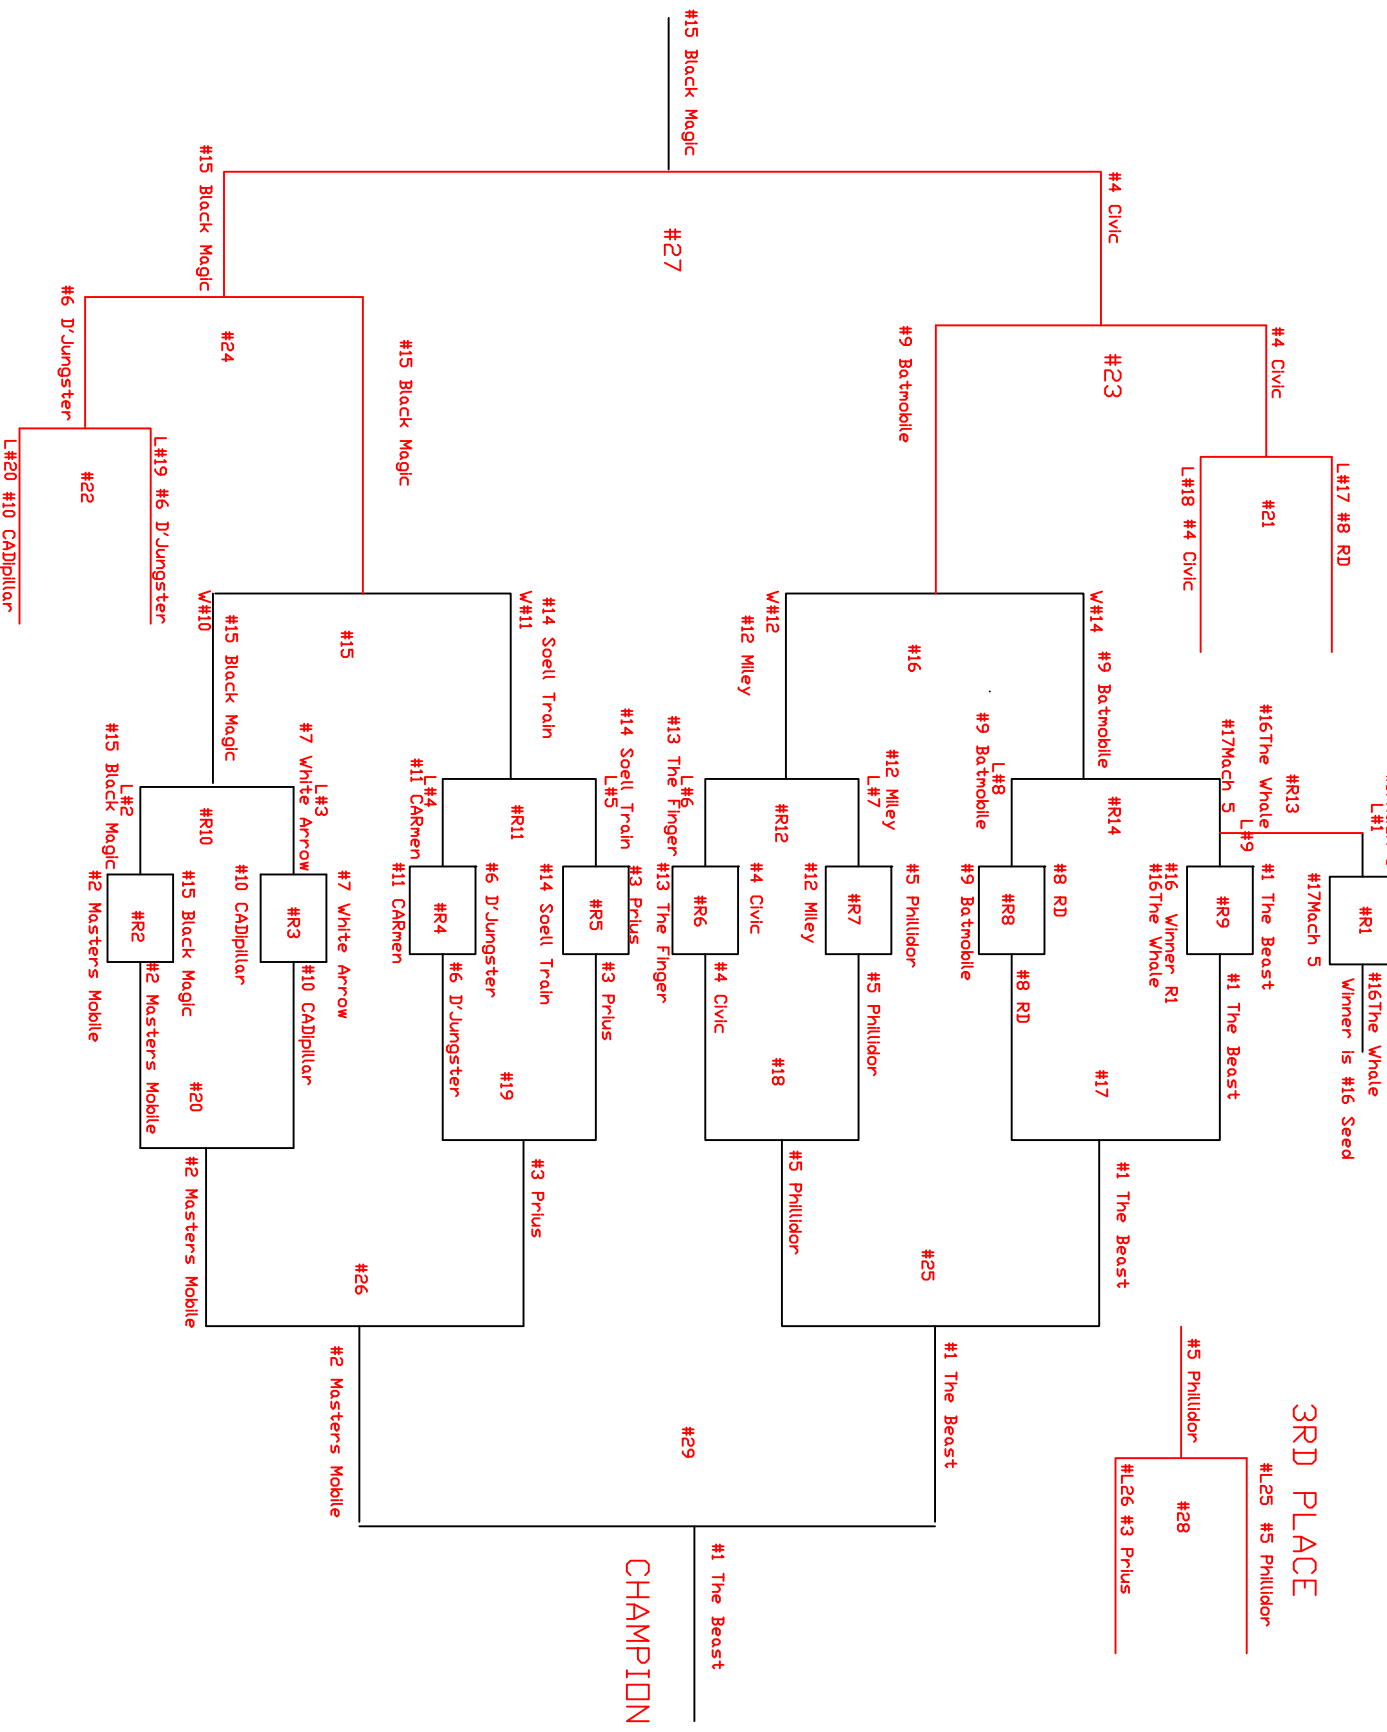 #15 Black Magic
#4 Civic
#27
#15 Black Magic
#4 Civic
#23
#9 Batmobile
#15 Black Magic
#24
#6 D'Jungster
L#17 #8 RD
#21
L#18 #4 Civic
L#19 #6 D'Jungster
#22
L#20 #10 CADipillar
W#14
#9 Batmobile
#16
W#12
#12 Miley
#14 Soell Train
W#11
#15
#15 Black Magic
W#10
L#1
#R13
#16The Whale
#17Mach 5
L#9
#R14
L#8
#9 Batmobile
#12 Miley
L#7
#R12
L#6
#13 The Finger
#14 Soell Train
L#5
#R11
L#4
#11 CARmen
L#3
#7 White Arrow
#R10
L#2
#15 Black Magic
#R1
#17Mach 5
#16The Whale
Winner is #16 Seed
#1 The Beast
#R9
#16 Winner R1
#16The Whale
#1 The Beast
#8 RD
#R8
#9 Batmobile
#8 RD
#5 Phillidor
#R7
#12 Miley
#5 Phillidor
#4 Civic
#R6
#13 The Finger
#4 Civic
#3 Prius
#R5
#14 Soell Train
#3 Prius
#6 D'Jungster
#R4
#11 CARmen
#6 D'Jungster
#7 White Arrow
#R3
#10 CADipillar
#10 CADipillar
#15 Black Magic
#R2
#2 Masters Mobile
#2 Masters Mobile
#17
#18
#19
#20
#1 The Beast
#5 Phillidor
#3 Prius
#2 Masters Mobile
#25
#26
#1 The Beast
#2 Masters Mobile
#29
3RD PLACE
#5 Phillidor
#L25 #5 Phillidor
#28
#L26 #3 Prius
#1 The Beast
CHAMPION